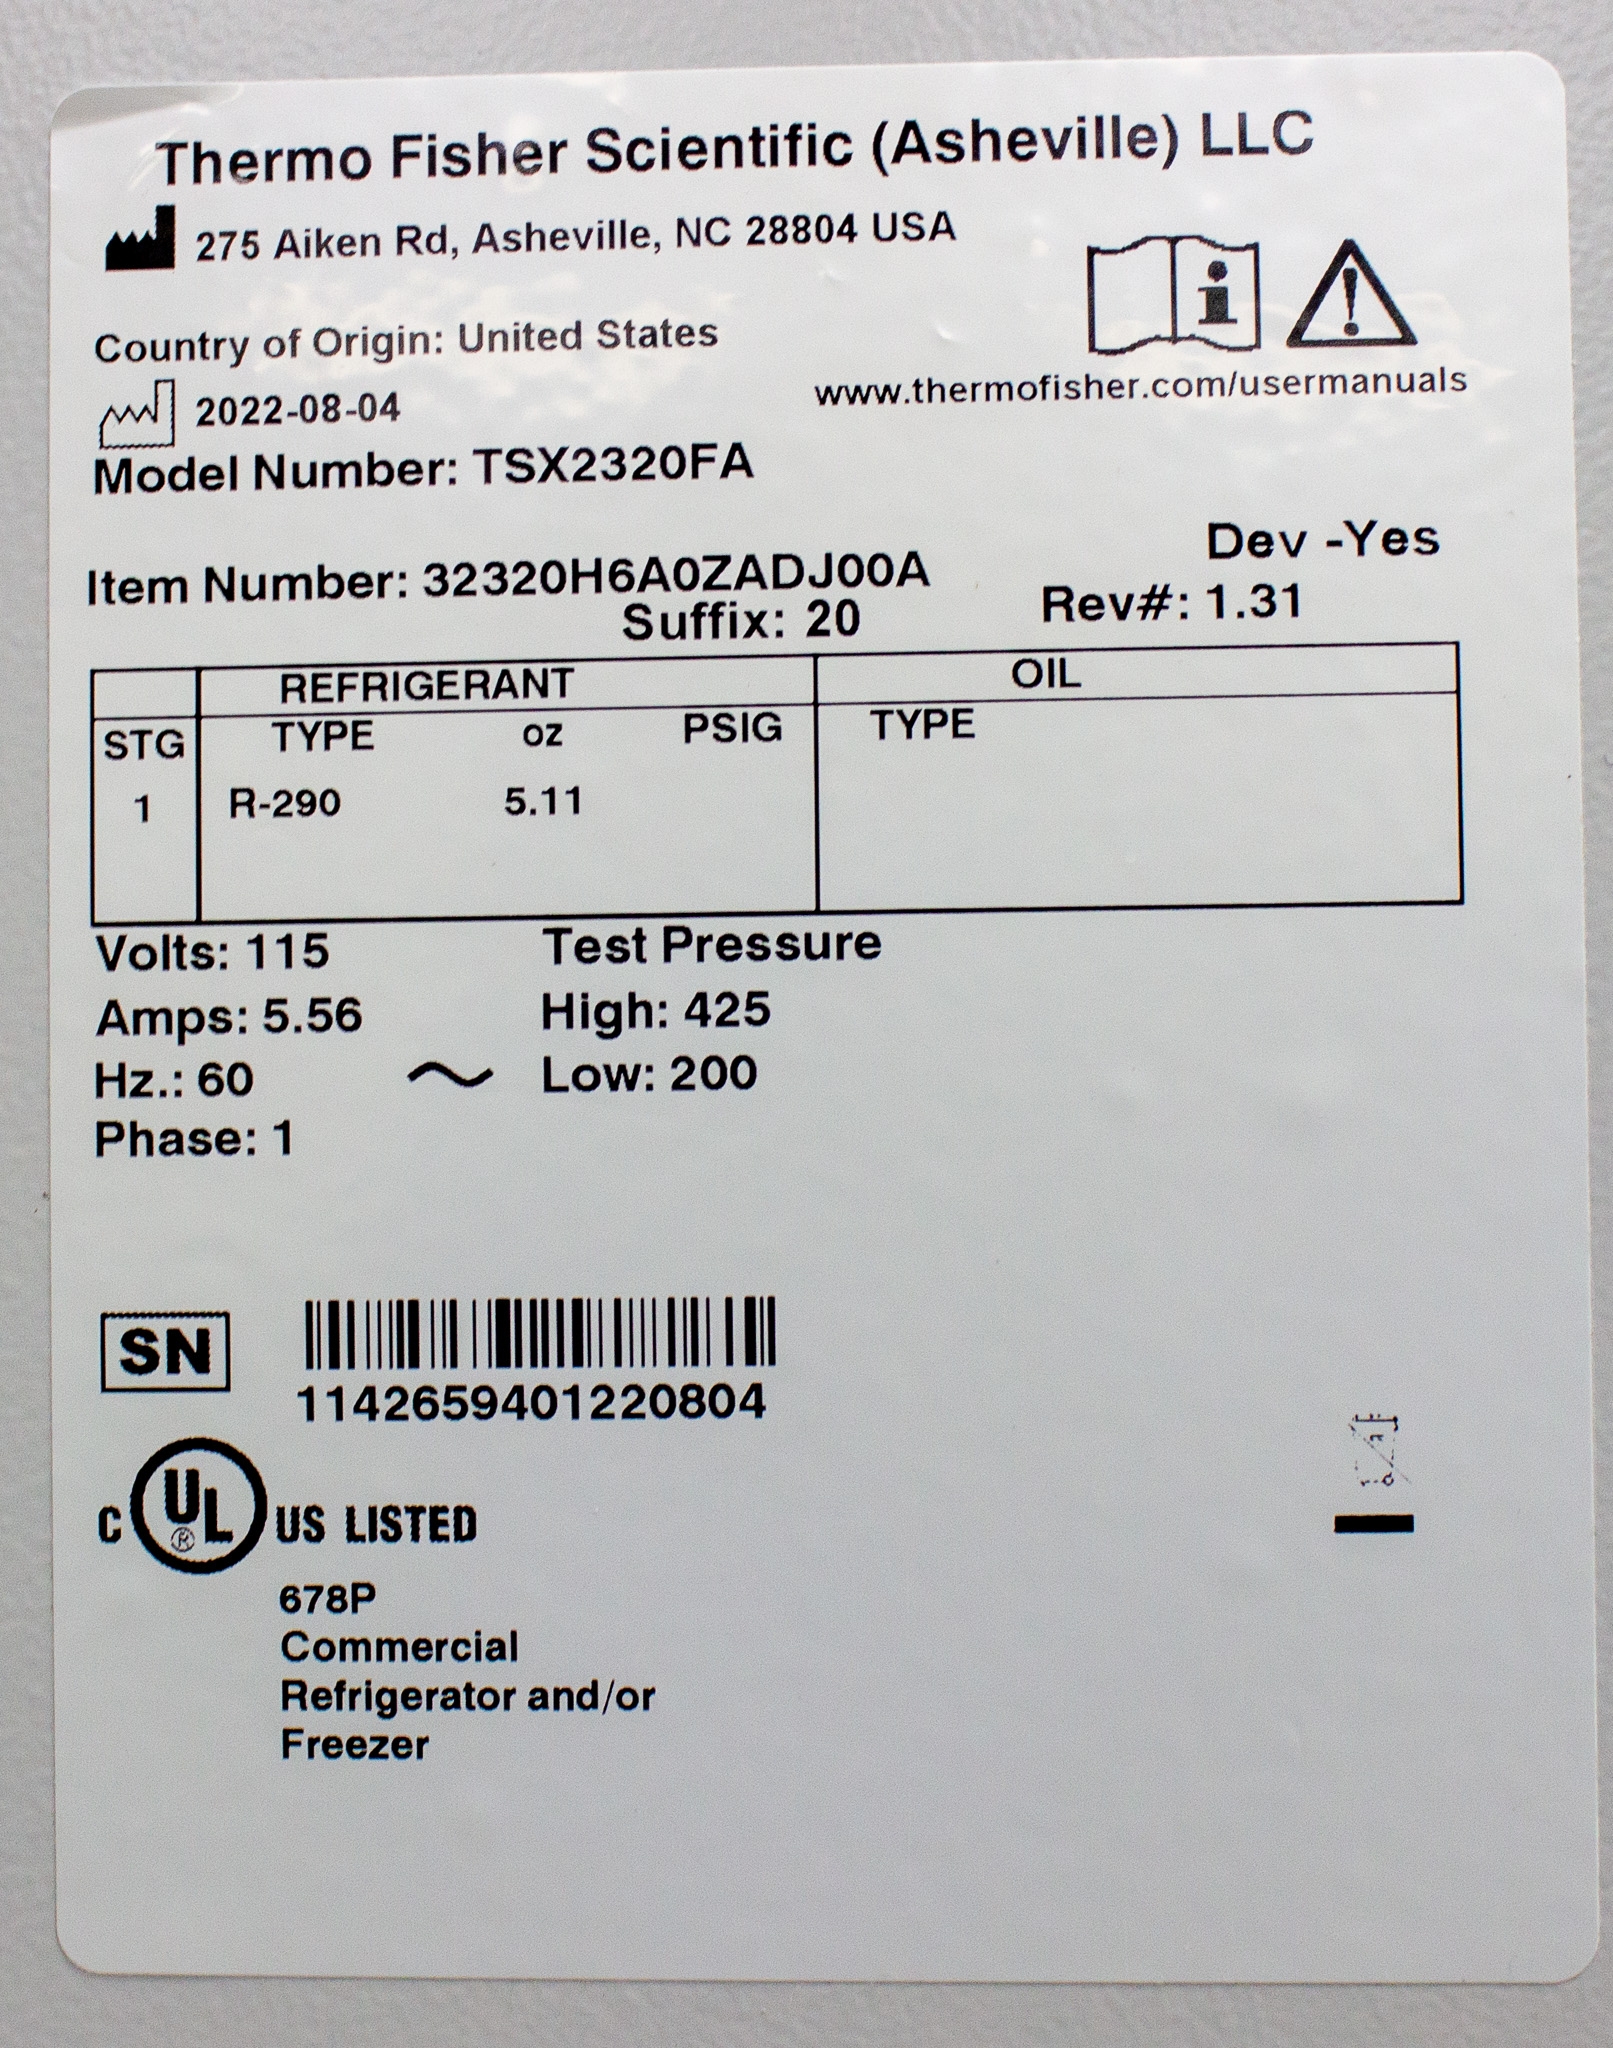 Thermo Fisher Scientific (Asheville) LLC
275 Aiken Rd, Asheville, NC 28804 USA
Country of Origin: United States
2022-08-04
www.thermofisher.com/usermanuals
Model Number: TSX2320FA
Dev -Yes
Item Number: 32320H6A0ZADJ00A
Suffix: 20
Rev#: 1.31
REFRIGERANT OIL
STG TYPE oz PSIG TYPE
1 R-290 5.11
Volts: 115
Amps: 5.56
Hz.: 60 ~
Phase: 1
Test Pressure
High: 425
Low: 200
SN
1142659401220804
C UL ® US LISTED
678P
Commercial
Refrigerator and/or
Freezer